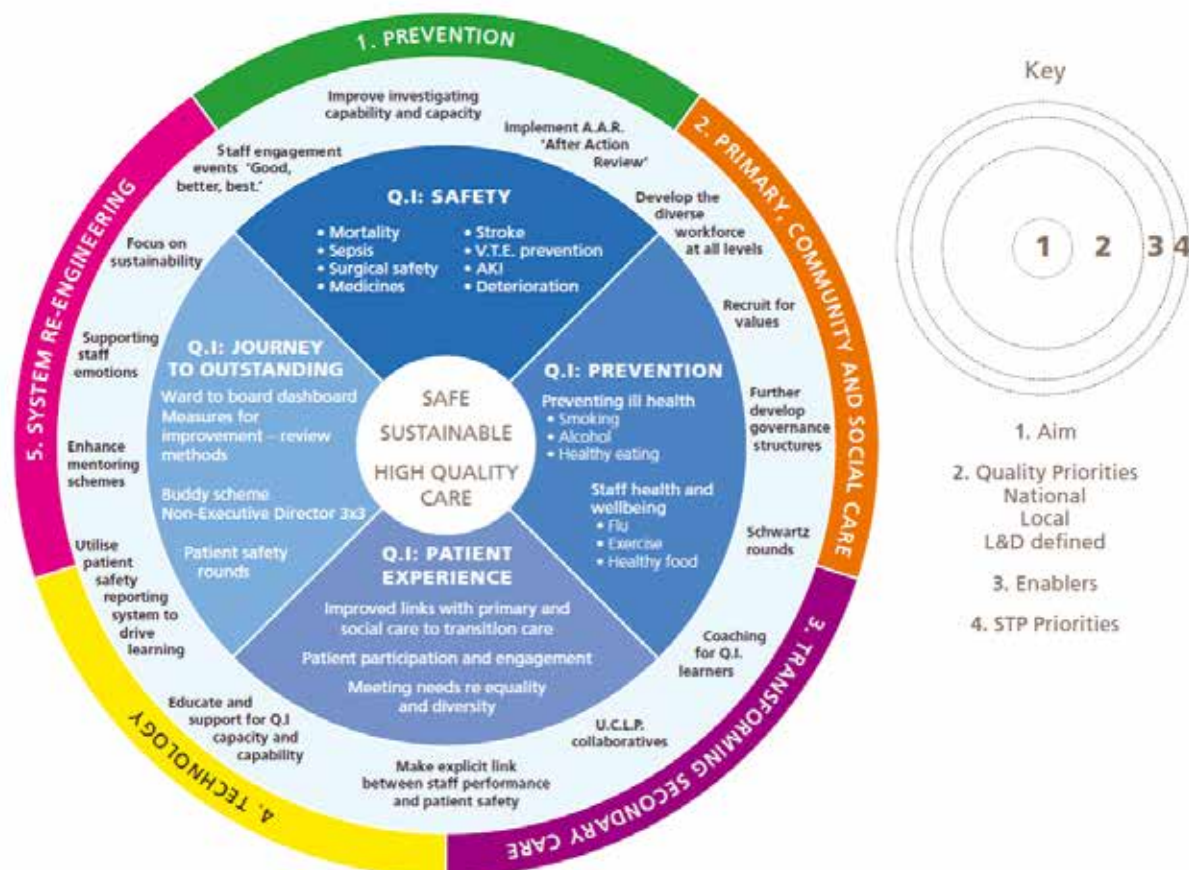 1. PREVENTION
2. PRIMARY, COMMUNITY AND SOCIAL CARE
3. TRANSFORMING SECONDARY CARE
4. TECHNOLOGY
5. SYSTEM RE-ENGINEERING
Improve investigating
capability and capacity
Implement A.A.R.
'After Action
Review'
Develop the
diverse
workforce
at all levels
Recruit for
values
Further
develop
governance
structures
Schwartz
rounds
Coaching
for Q.I.
learners
U.C.L.P.
collaboratives
Make explicit link
between staff performance
and patient safety
Educate and
support for Q.I
capacity and
capability
Utilise
patient
safety
reporting
system to
drive
learning
Enhance
mentoring
schemes
Supporting
staff
emotions
Focus on
sustainability
Staff engagement
events 'Good,
better, best.'
Q.I: SAFETY
• Mortality
• Sepsis
• Surgical safety
• Medicines
• Stroke
• V.T.E. prevention
• AKI
• Deterioration
Q.I: PREVENTION
Preventing ill health
• Smoking
• Alcohol
• Healthy eating
Staff health and
wellbeing
• Flu
• Exercise
• Healthy food
Q.I: PATIENT
EXPERIENCE
Improved links with primary and
social care to transition care
Patient participation and engagement
Meeting needs re equality
and diversity
Q.I: JOURNEY
TO OUTSTANDING
Ward to board dashboard
Measures for
improvement – review
methods
Buddy scheme
Non-Executive Director 3x3
Patient safety
rounds
SAFE
SUSTAINABLE
HIGH QUALITY
CARE
Key
1 2 3 4
1. Aim
2. Quality Priorities
National
Local
L&D defined
3. Enablers
4. STP Priorities